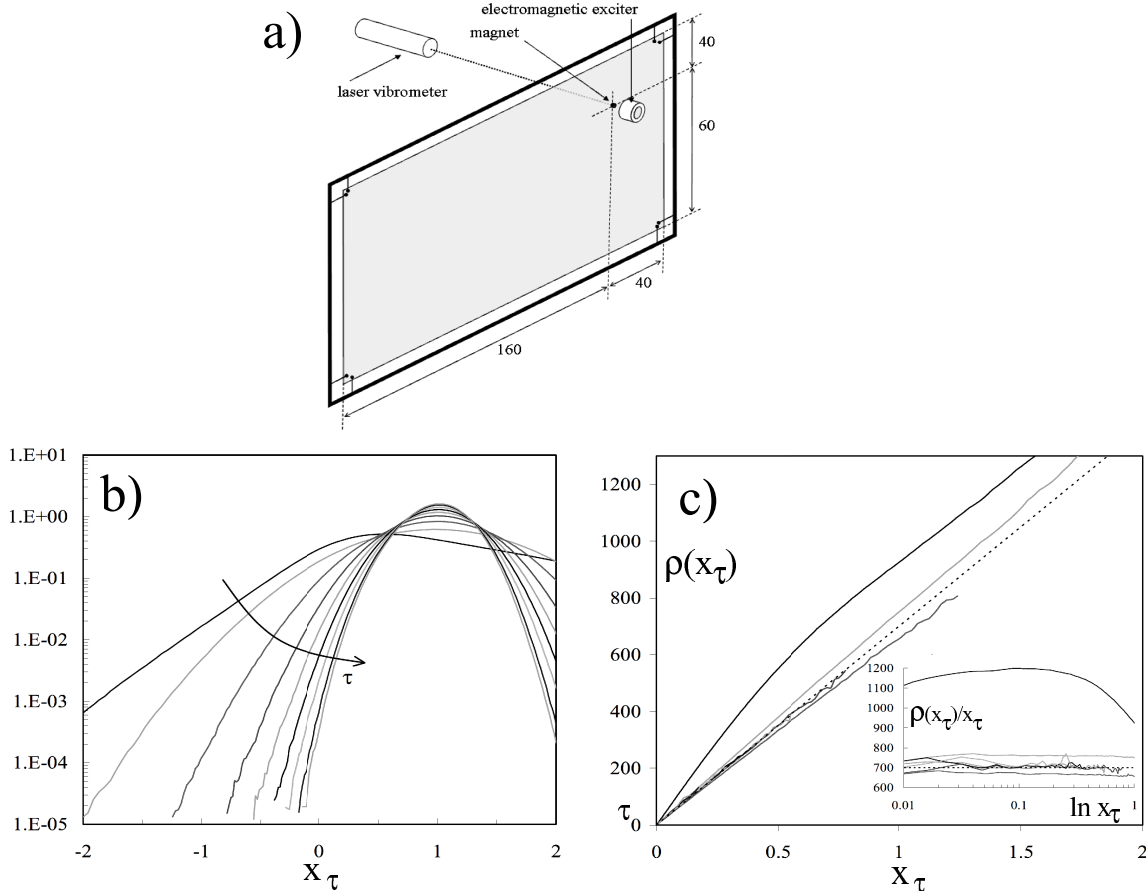 a)
electromagnetic exciter
magnet
laser vibrometer
40
60
40
160
b)
1.E+01
1.E+00
1.E-01
1.E-02
1.E-03
1.E-04
1.E-05
τ
-2
-1
0
1
2
x τ
c)
ρ(xτ)
1200
1000
800
600
400
200
0
τ
0
0.5
1
1.5
2
x τ
1200
1100
1000
900
800
700
600
ρ(xτ)/xτ
0.01
0.1
1
ln xτ